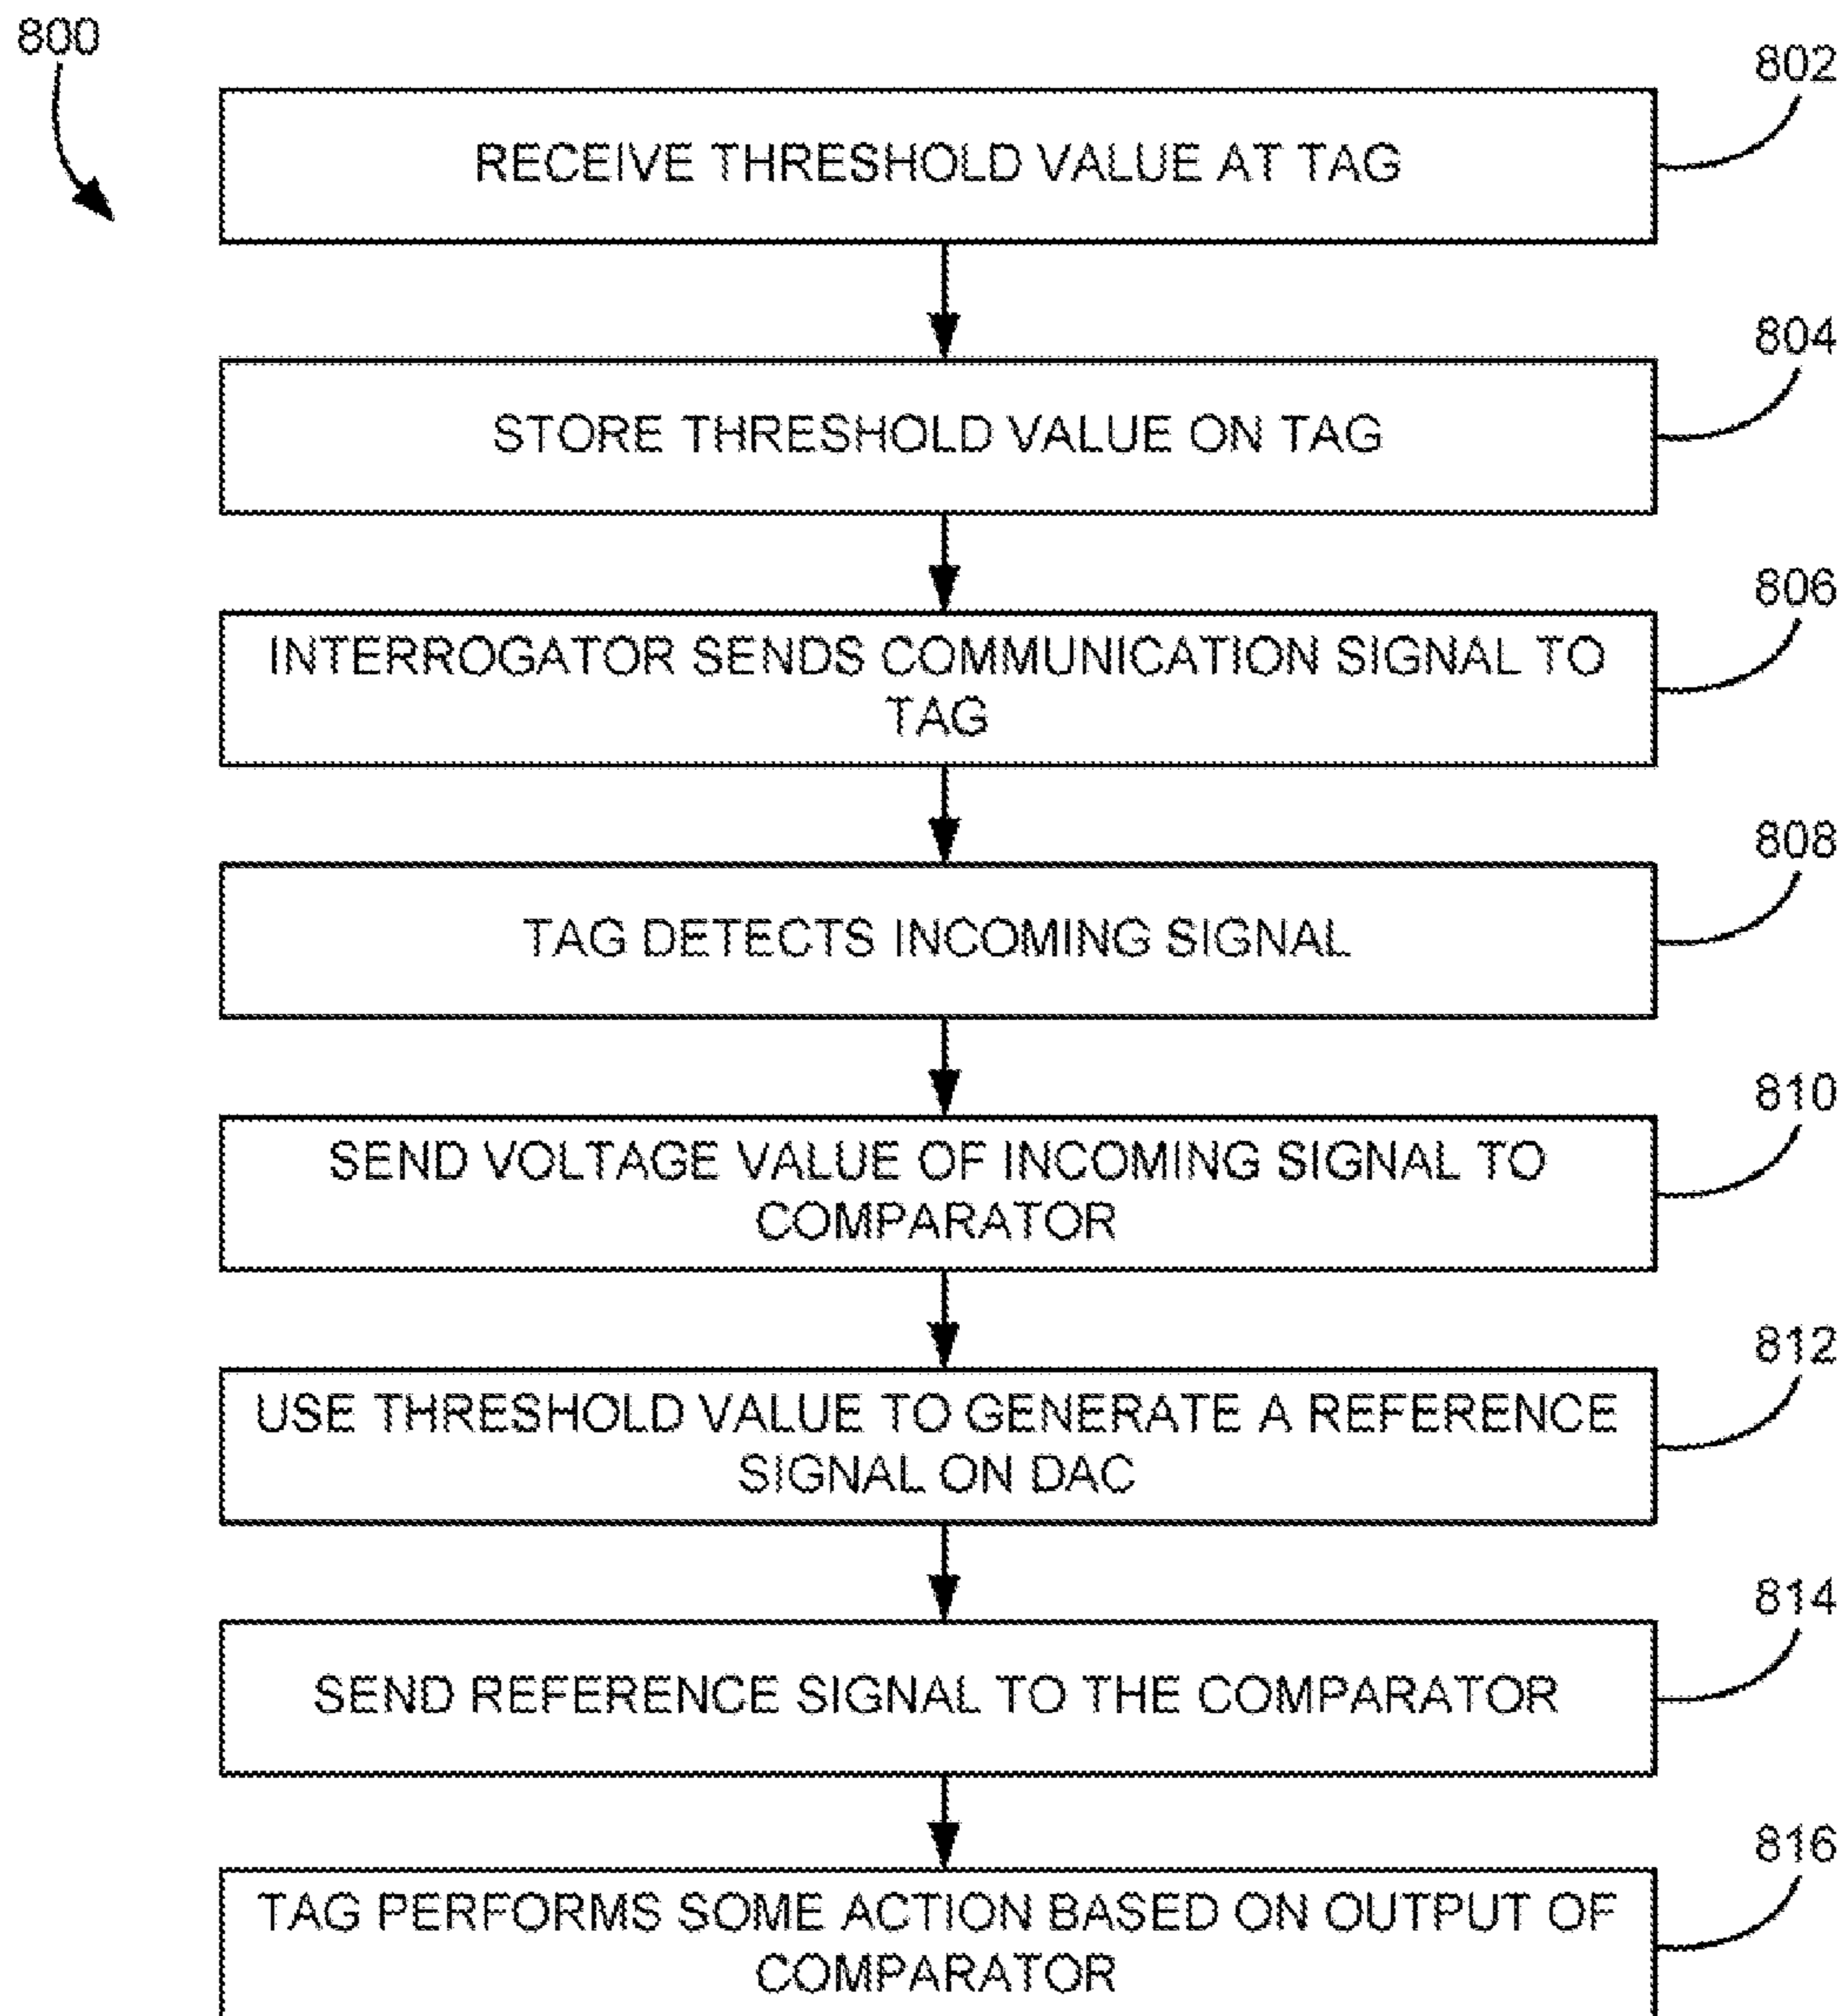 800
802
RECEIVE THRESHOLD VALUE AT TAG
804
STORE THRESHOLD VALUE ON TAG
806
INTERROGATOR SENDS COMMUNICATION SIGNAL TO
TAG
808
TAG DETECTS INCOMING SIGNAL
810
SEND VOLTAGE VALUE OF INCOMING SIGNAL TO
COMPARATOR
812
USE THRESHOLD VALUE TO GENERATE A REFERENCE
SIGNAL ON DAC
814
SEND REFERENCE SIGNAL TO THE COMPARATOR
816
TAG PERFORMS SOME ACTION BASED ON OUTPUT OF
COMPARATOR